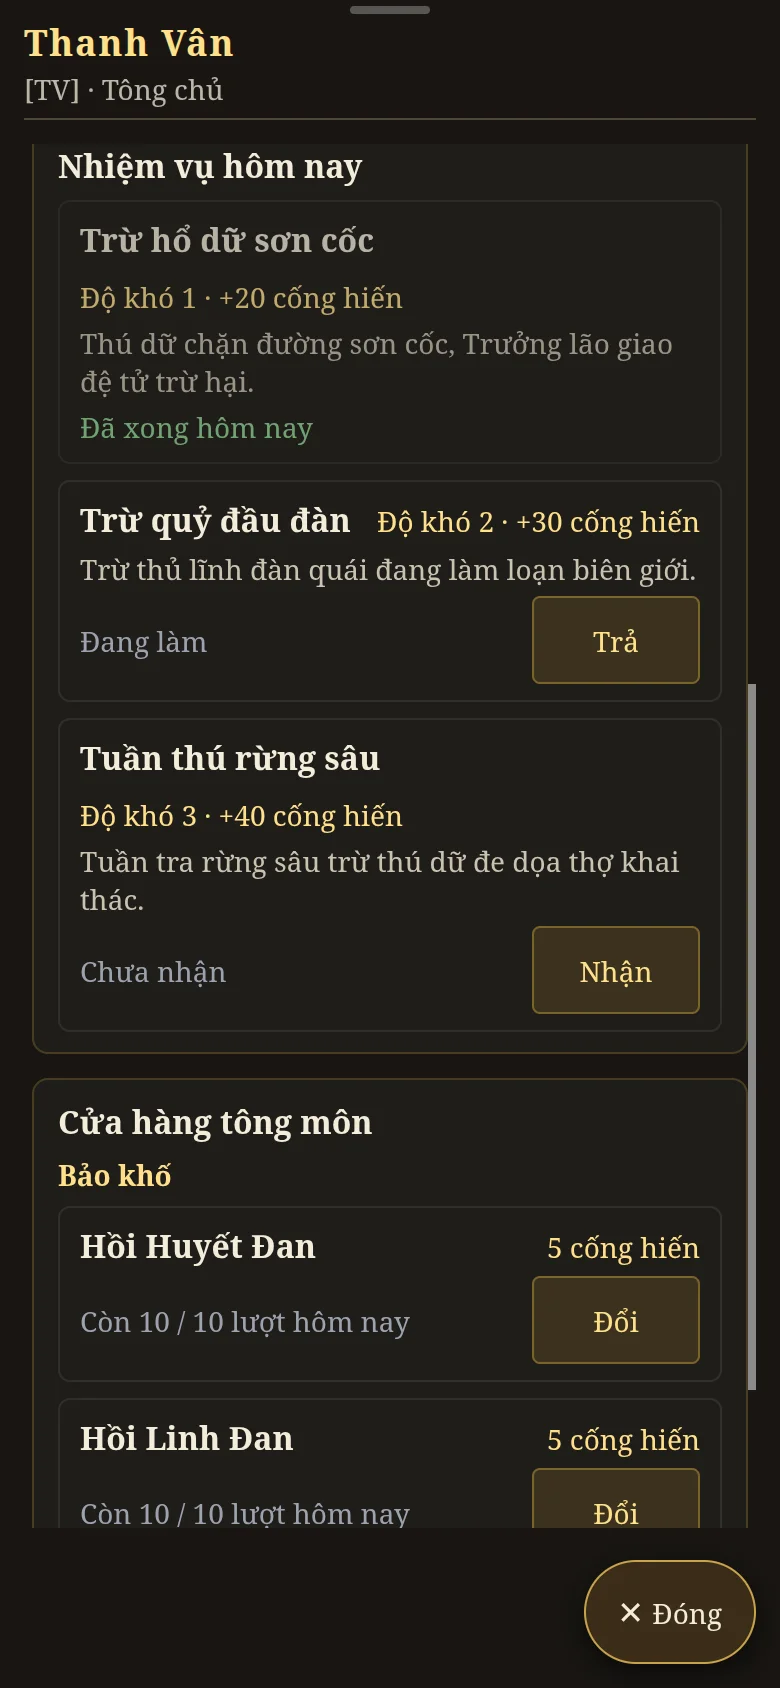 Thanh Vân
[TV] · Tông chủ
Nhiệm vụ hôm nay
Trừ hổ dữ sơn cốc
Độ khó 1 · +20 cống hiến
Thú dữ chặn đường sơn cốc, Trưởng lão giao
đệ tử trừ hại.
Đã xong hôm nay
Trừ quỷ đầu đàn Độ khó 2 · +30 cống hiến
Trừ thủ lĩnh đàn quái đang làm loạn biên giới.
Đang làm Trả
Tuần thú rừng sâu
Độ khó 3 · +40 cống hiến
Tuần tra rừng sâu trừ thú dữ đe dọa thợ khai
thác.
Chưa nhận Nhận
Cửa hàng tông môn
Bảo khố
Hồi Huyết Đan 5 cống hiến
Còn 10 / 10 lượt hôm nay Đổi
Hồi Linh Đan 5 cống hiến
Còn 10 / 10 lượt hôm nay Đổi
✕ Đóng